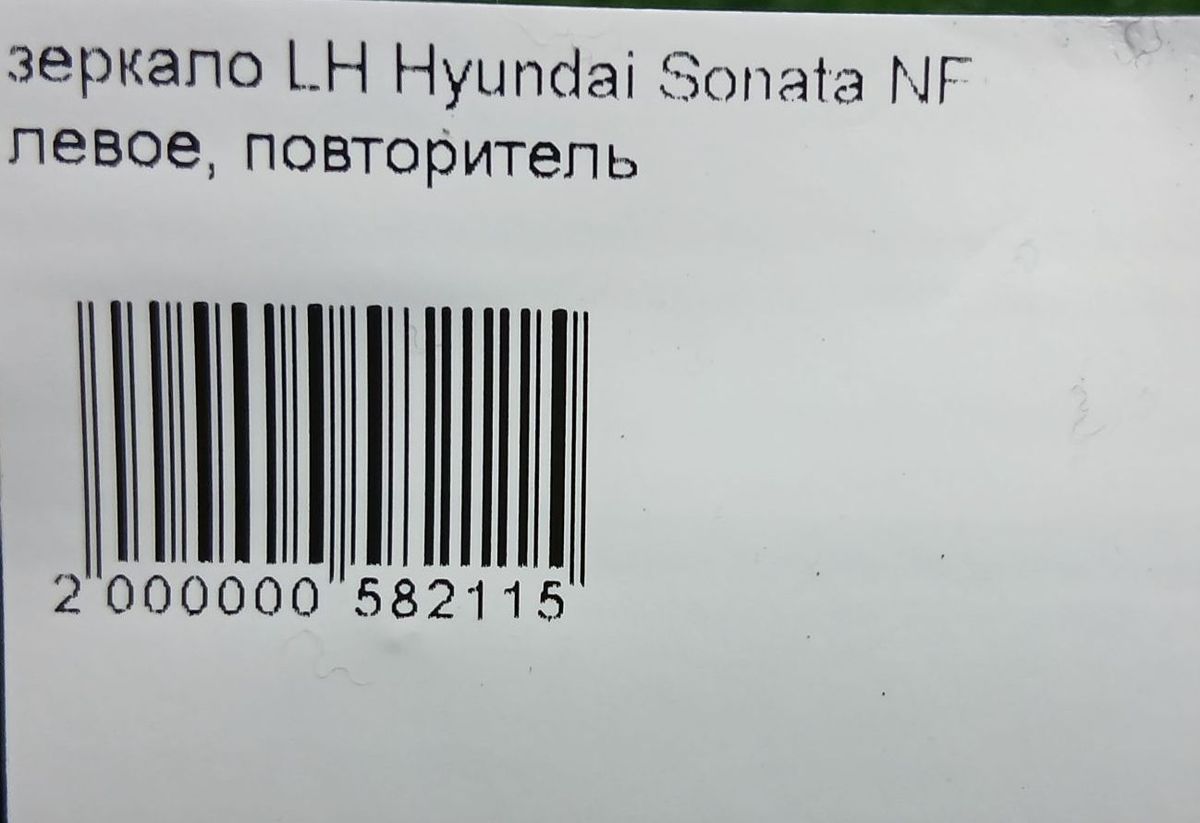 зеркало LH Hyundai Sonata NF
левое, повторитель
2 000000 582115